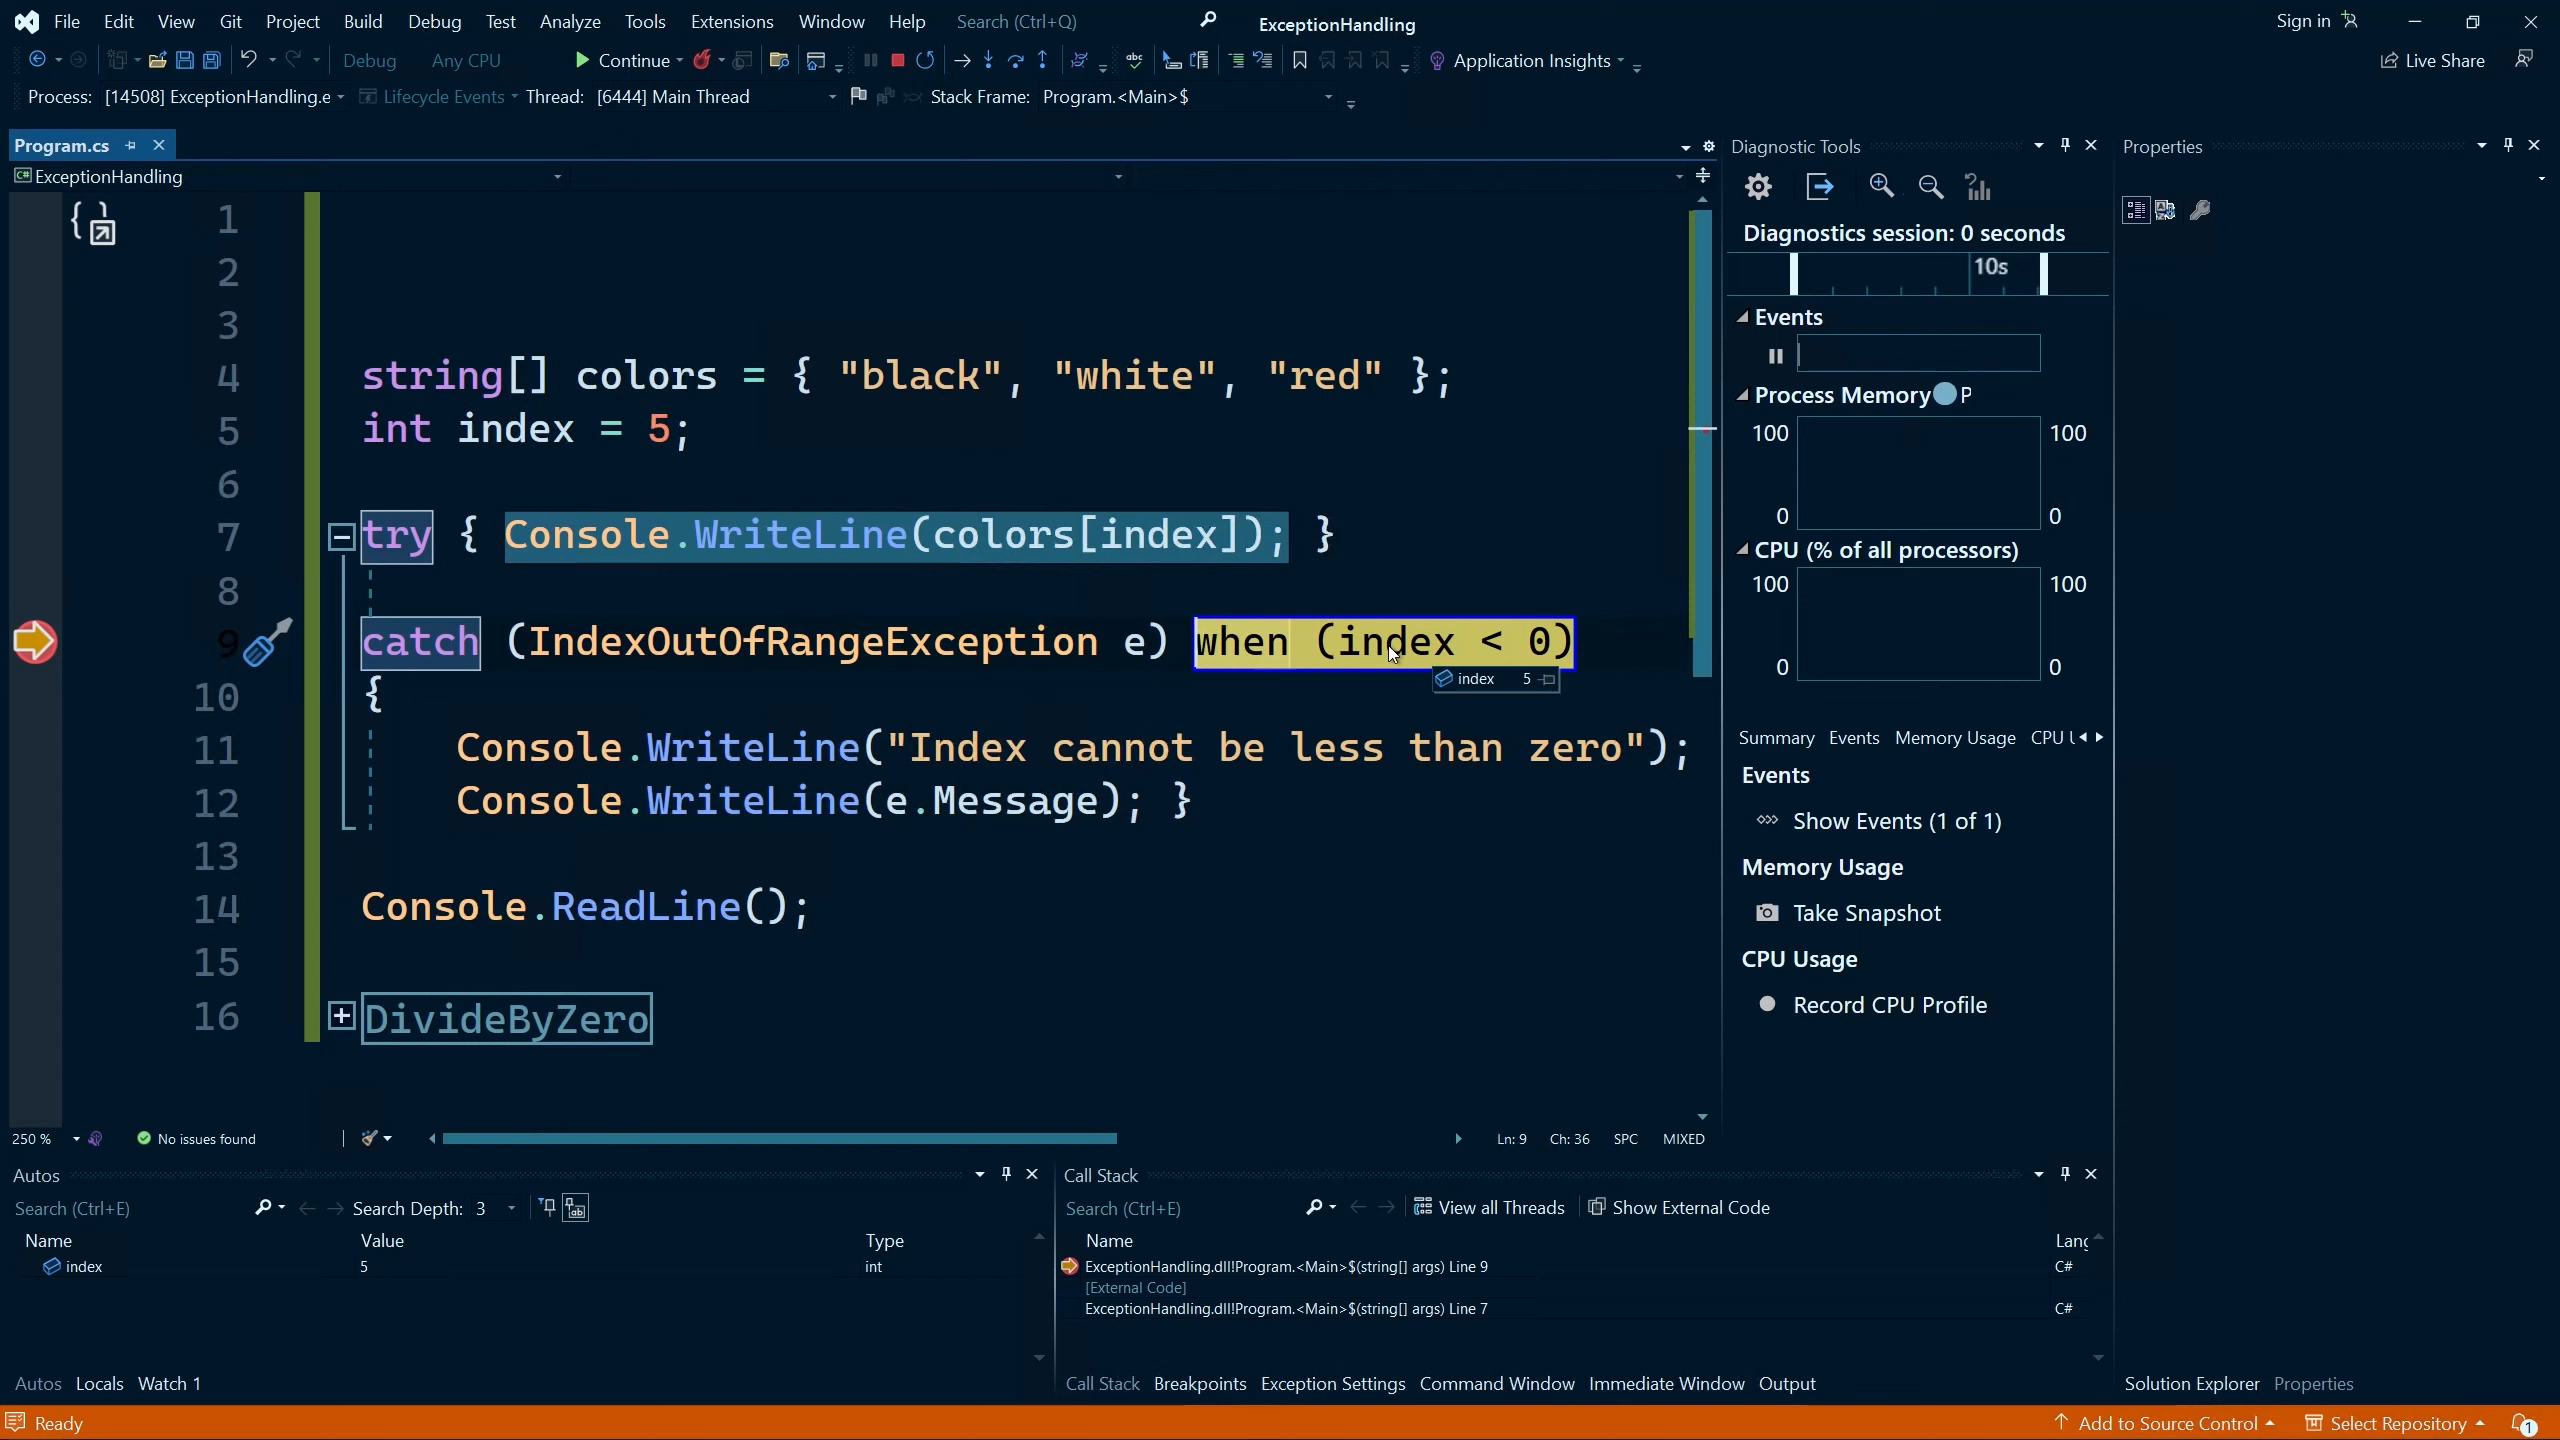 File Edit View Git Project Build Debug Test Analyze Tools Extensions Window Help Search (Ctrl+Q) ExceptionHandling Sign in
Debug Any CPU Continue Application Insights Live Share
Process: [14508] ExceptionHandling.e Lifecycle Events Thread: [6444] Main Thread Stack Frame: Program.<Main>$
Program.cs
ExceptionHandling
1
2
3
4 string[] colors = { "black", "white", "red" };
5 int index = 5;
6
7 try { Console.WriteLine(colors[index]); }
8
9 catch (IndexOutOfRangeException e) when (index < 0)
index 5
10 {
11 Console.WriteLine("Index cannot be less than zero");
12 Console.WriteLine(e.Message); }
13
14 Console.ReadLine();
15
16 DivideByZero
250 % No issues found Ln: 9 Ch: 36 SPC MIXED
Diagnostic Tools
Diagnostics session: 0 seconds
10s
Events
Process Memory P
100 100
0 0
CPU (% of all processors)
100 100
0 0
Summary Events Memory Usage CPU
Events
Show Events (1 of 1)
Memory Usage
Take Snapshot
CPU Usage
Record CPU Profile
Properties
Autos
Search (Ctrl+E) Search Depth: 3
Name Value Type
index 5 int
Autos Locals Watch 1
Call Stack
Search (Ctrl+E) View all Threads Show External Code
Name Lang
ExceptionHandling.dll!Program.<Main>$(string[] args) Line 9 C#
[External Code]
ExceptionHandling.dll!Program.<Main>$(string[] args) Line 7 C#
Call Stack Breakpoints Exception Settings Command Window Immediate Window Output
Solution Explorer Properties
Ready Add to Source Control Select Repository 1